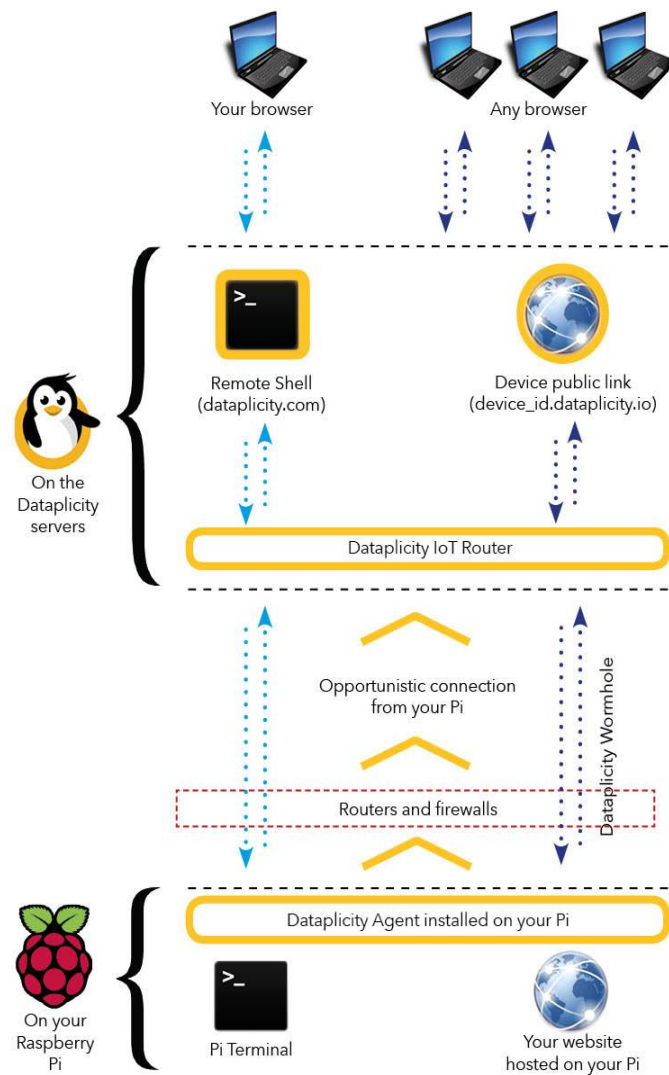 Your browser
Any browser
>_
Remote Shell
(dataplicity.com)
Device public link
(device_id.dataplicity.io)
On the
Dataplicity
servers
Dataplicity IoT Router
Opportunistic connection
from your Pi
Dataplicity Wormhole
Routers and firewalls
Dataplicity Agent installed on your Pi
>_
On your
Raspberry
Pi
Pi Terminal
Your website
hosted on your Pi